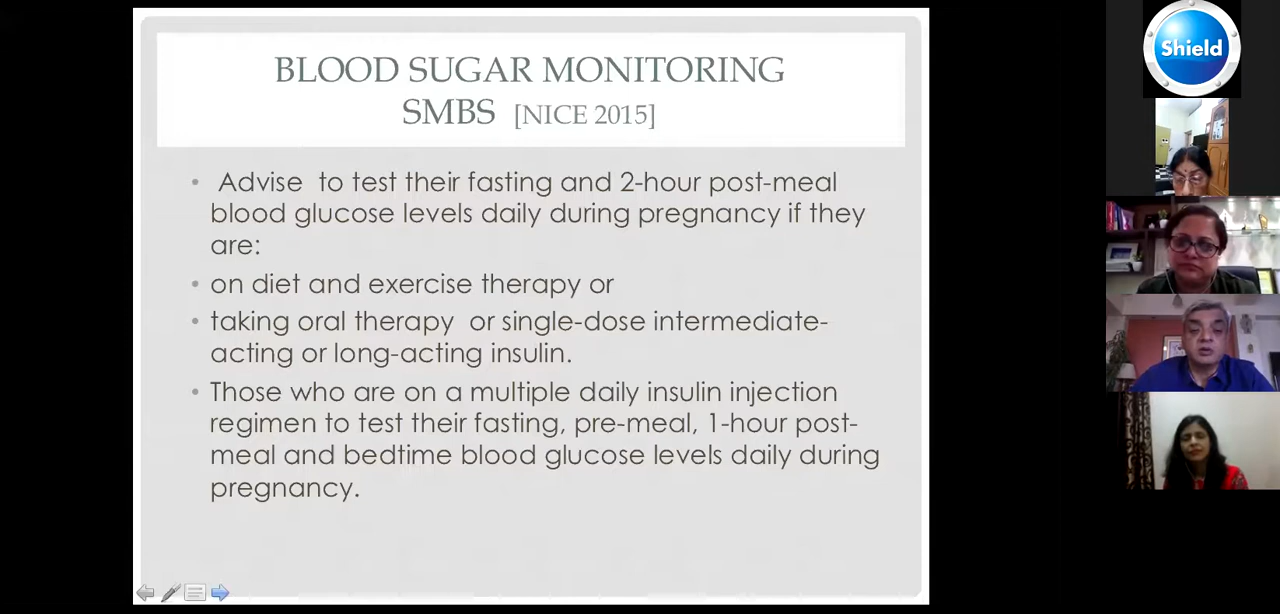 BLOOD SUGAR MONITORING
SMBS [NICE 2015]
• Advise to test their fasting and 2-hour post-meal
blood glucose levels daily during pregnancy if they
are:
• on diet and exercise therapy or
• taking oral therapy or single-dose intermediate-
acting or long-acting insulin.
• Those who are on a multiple daily insulin injection
regimen to test their fasting, pre-meal, 1-hour post-
meal and bedtime blood glucose levels daily during
pregnancy.
Shield